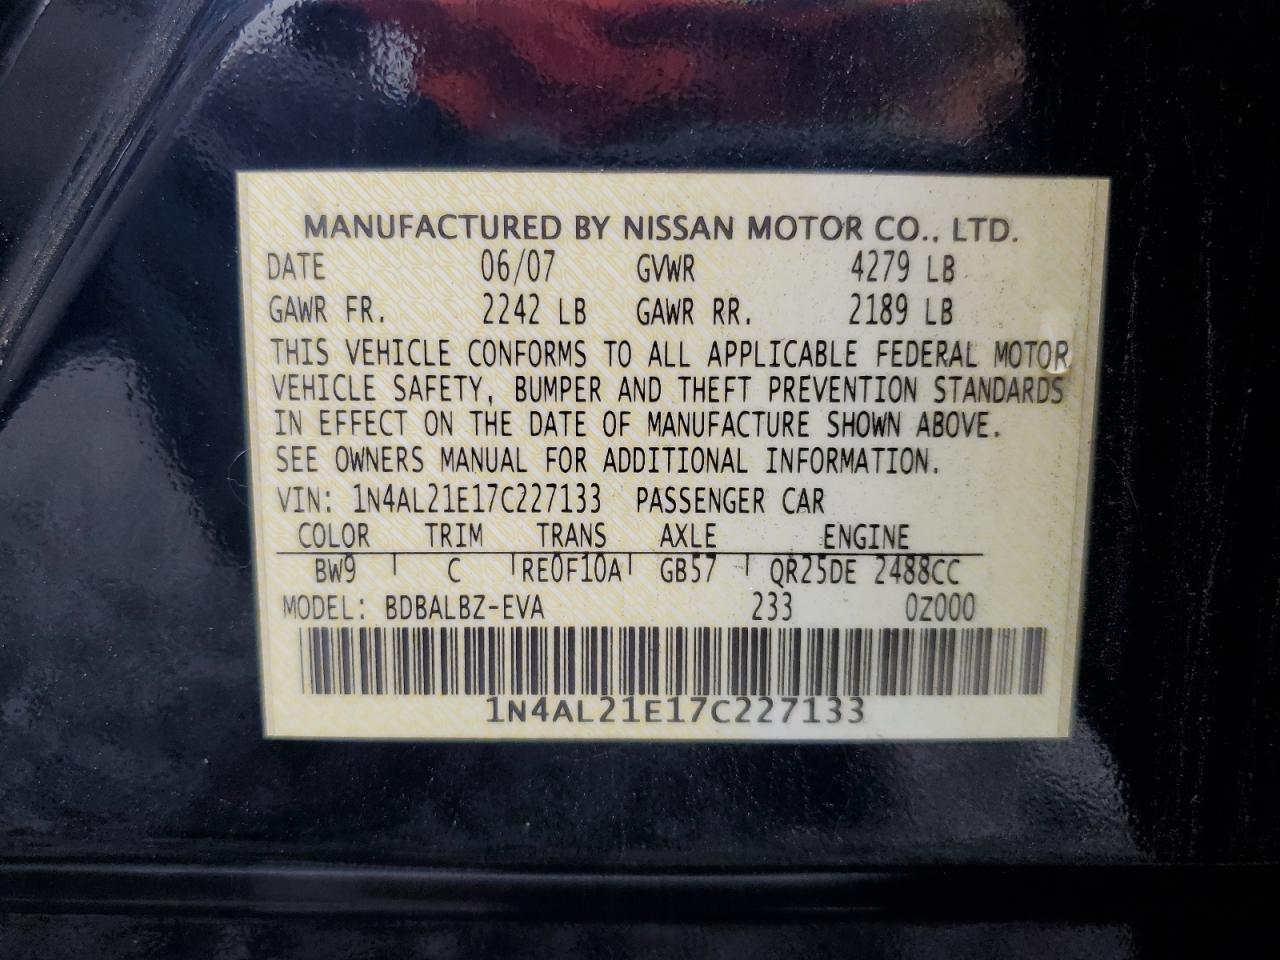 MANUFACTURED BY NISSAN MOTOR CO., LTD.
DATE 06/07 GVWR 4279 LB
GAWR FR. 2242 LB GAWR RR. 2189 LB
THIS VEHICLE CONFORMS TO ALL APPLICABLE FEDERAL MOTOR
VEHICLE SAFETY, BUMPER AND THEFT PREVENTION STANDARDS
IN EFFECT ON THE DATE OF MANUFACTURE SHOWN ABOVE.
SEE OWNERS MANUAL FOR ADDITIONAL INFORMATION.
VIN: 1N4AL21E17C227133 PASSENGER CAR
COLOR TRIM TRANS AXLE ENGINE
BW9 C RE0F10A GB57 QR25DE 2488CC
MODEL: BDBALBZ-EVA 233 0Z000
1N4AL21E17C227133